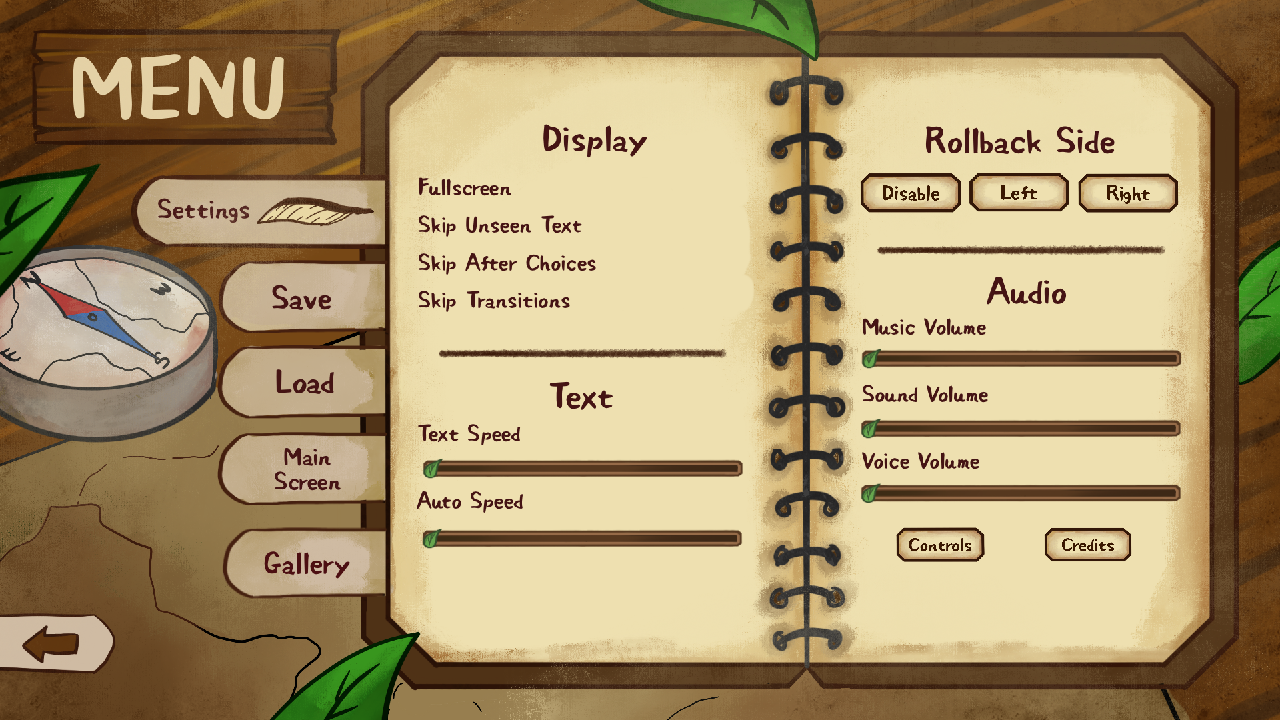 MENU
Settings
Save
Load
Main
Screen
Gallery
Display
Fullscreen
Skip Unseen Text
Skip After Choices
Skip Transitions
Text
Text Speed
Auto Speed
Rollback Side
Disable Left Right
Audio
Music Volume
Sound Volume
Voice Volume
Controls Credits
N
W
E
S